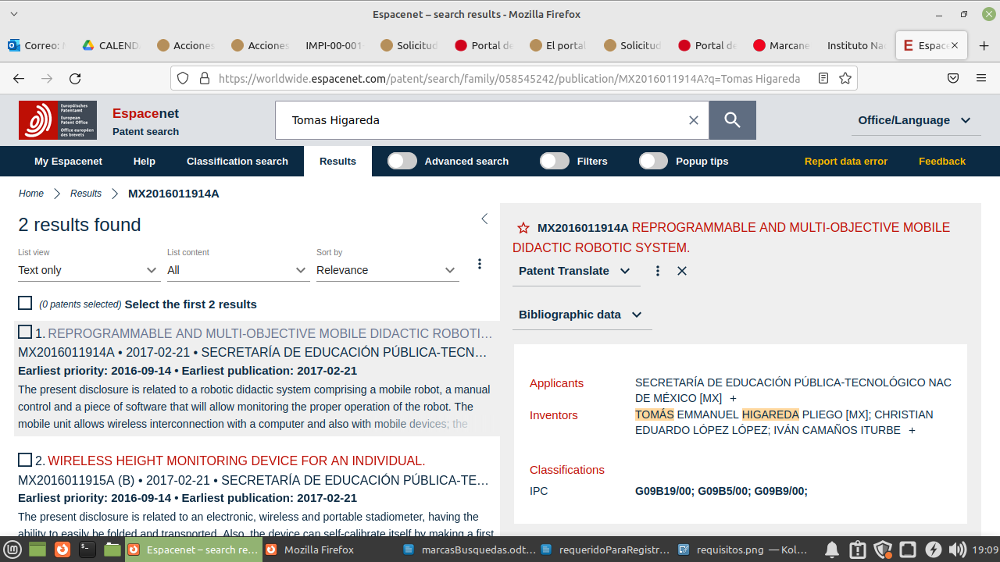 Espacenet – search results - Mozilla Firefox
Correo: CALEND Acciones Acciones IMPI-00-001 Solicitud Portal de El portal Solicitud Portal de Marcane Instituto Na Espace
https://worldwide.espacenet.com/patent/search/family/058545242/publication/MX2016011914A?q=Tomas Higareda
Europäisches
Patentamt
European
Patent Office
Office européen
des brevets
Espacenet
Patent search
Tomas Higareda
Office/Language
My Espacenet Help Classification search Results Advanced search Filters Popup tips Report data error Feedback
Home Results MX2016011914A
2 results found
List view List content Sort by
Text only All Relevance
(0 patents selected) Select the first 2 results
1. REPROGRAMMABLE AND MULTI-OBJECTIVE MOBILE DIDACTIC ROBOTI…
MX2016011914A • 2017-02-21 • SECRETARÍA DE EDUCACIÓN PÚBLICA-TECN…
Earliest priority: 2016-09-14 • Earliest publication: 2017-02-21
The present disclosure is related to a robotic didactic system comprising a mobile robot, a manual
control and a piece of software that will allow monitoring the proper operation of the robot. The
mobile unit allows wireless interconnection with a computer and also with mobile devices; the
2. WIRELESS HEIGHT MONITORING DEVICE FOR AN INDIVIDUAL.
MX2016011915A (B) • 2017-02-21 • SECRETARÍA DE EDUCACIÓN PÚBLICA-TE…
Earliest priority: 2016-09-14 • Earliest publication: 2017-02-21
The present disclosure is related to an electronic, wireless and portable stadiometer, having the
ability to easily be folded and transported. Also, the device can self-calibrate itself by making a first
MX2016011914A REPROGRAMMABLE AND MULTI-OBJECTIVE MOBILE
DIDACTIC ROBOTIC SYSTEM.
Patent Translate
Bibliographic data
Applicants SECRETARÍA DE EDUCACIÓN PÚBLICA-TECNOLÓGICO NAC
DE MÉXICO [MX] +
Inventors TOMÁS EMMANUEL HIGAREDA PLIEGO [MX]; CHRISTIAN
EDUARDO LÓPEZ LÓPEZ; IVÁN CAMAÑOS ITURBE +
Classifications
IPC G09B19/00; G09B5/00; G09B9/00;
Espacenet – search re… Mozilla Firefox marcasBusquedas.odt… requeridoParaRegistr… requisitos.png — Kol… 19:09